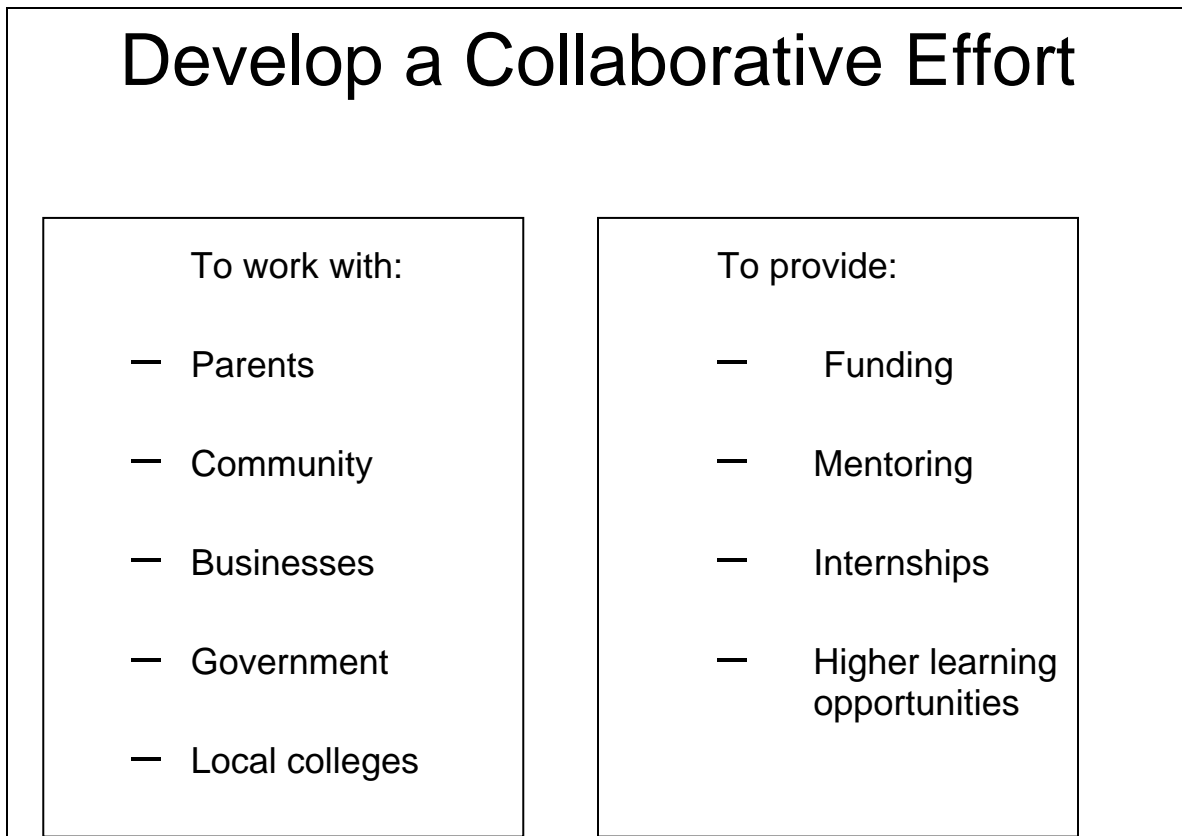 Develop a Collaborative Effort
To work with:
— Parents
— Community
— Businesses
— Government
— Local colleges
To provide:
— Funding
— Mentoring
— Internships
— Higher learning
opportunities